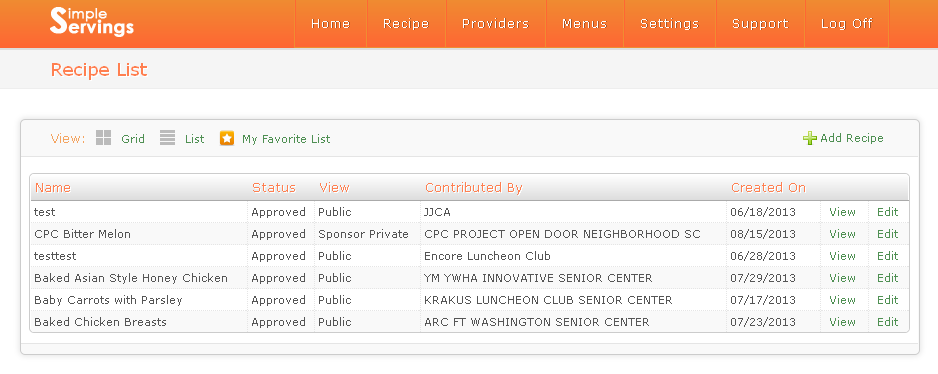 Simple Servings
Home Recipe Providers Menus Settings Support Log Off
Recipe List
View: Grid List My Favorite List Add Recipe
Name Status View Contributed By Created On
test Approved Public JJCA 06/18/2013 View Edit
CPC Bitter Melon Approved Sponsor Private CPC PROJECT OPEN DOOR NEIGHBORHOOD SC 08/15/2013 View Edit
testtest Approved Public Encore Luncheon Club 06/28/2013 View Edit
Baked Asian Style Honey Chicken Approved Public YM YWHA INNOVATIVE SENIOR CENTER 07/29/2013 View Edit
Baby Carrots with Parsley Approved Public KRAKUS LUNCHEON CLUB SENIOR CENTER 07/17/2013 View Edit
Baked Chicken Breasts Approved Public ARC FT WASHINGTON SENIOR CENTER 07/23/2013 View Edit